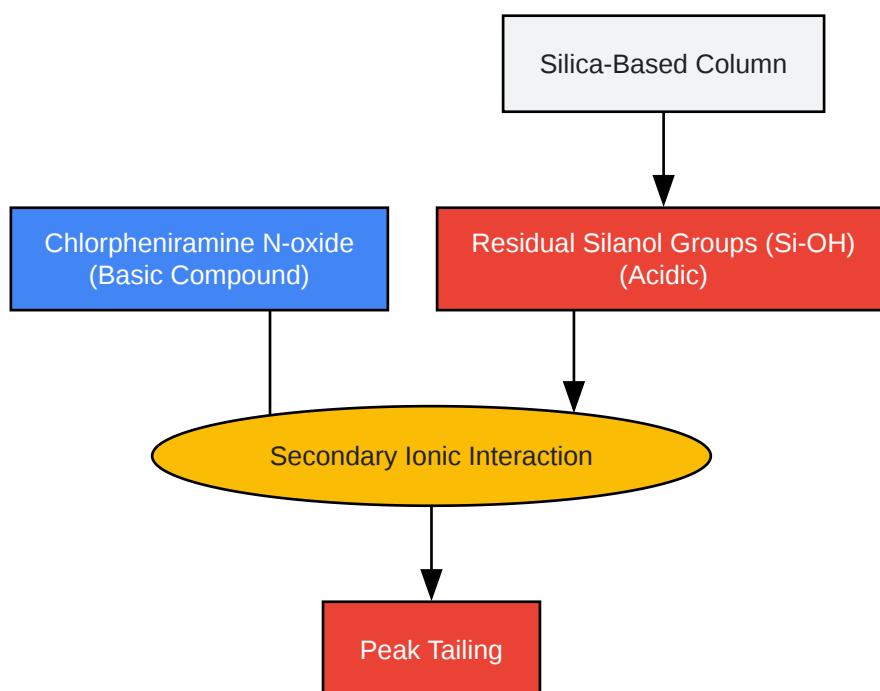 Silica-Based Column
Chlorpheniramine N-oxide
(Basic Compound)
Residual Silanol Groups (Si-OH)
(Acidic)
Secondary Ionic Interaction
Peak Tailing